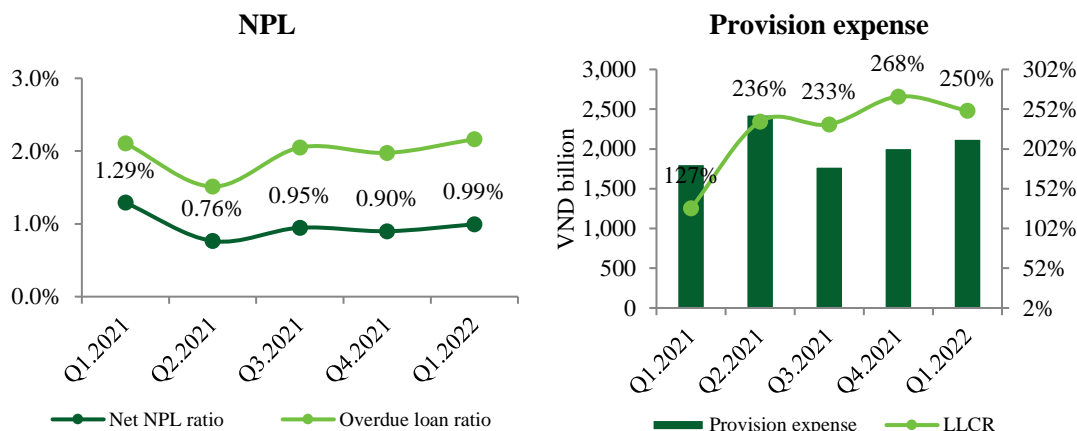 NPL
3.0%
2.0%
1.0%
0.0%
1.29%
0.76%
0.95%
0.90%
0.99%
Q1.2021
Q2.2021
Q3.2021
Q4.2021
Q1.2022
Net NPL ratio
Overdue loan ratio
Provision expense
VND billion
3,000
2,500
2,000
1,500
1,000
500
0
127%
236%
233%
268%
250%
302%
252%
202%
152%
102%
52%
2%
Q1.2021
Q2.2021
Q3.2021
Q4.2021
Q1.2022
Provision expense
LLCR